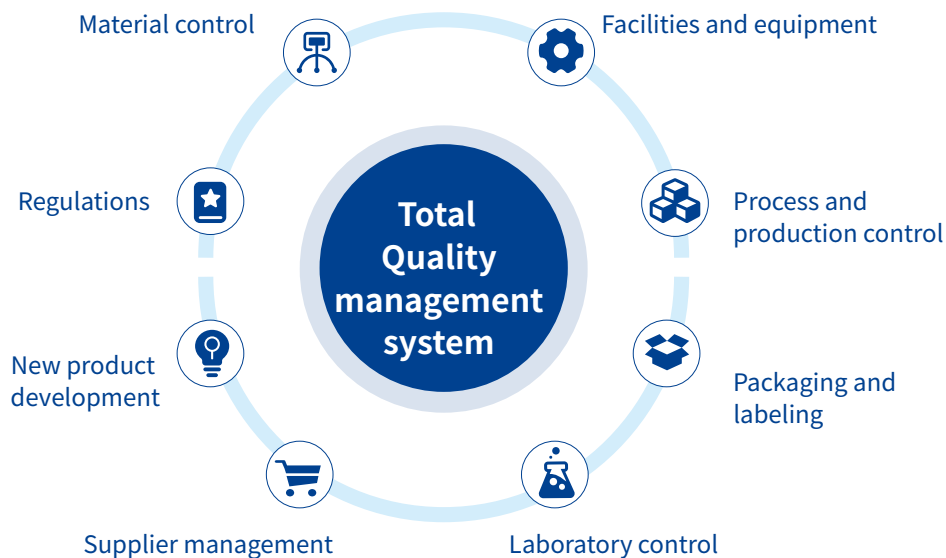 Material control
Facilities and equipment
Regulations
Process and
production control
Total
Quality
management
system
New product
development
Packaging and
labeling
Supplier management
Laboratory control